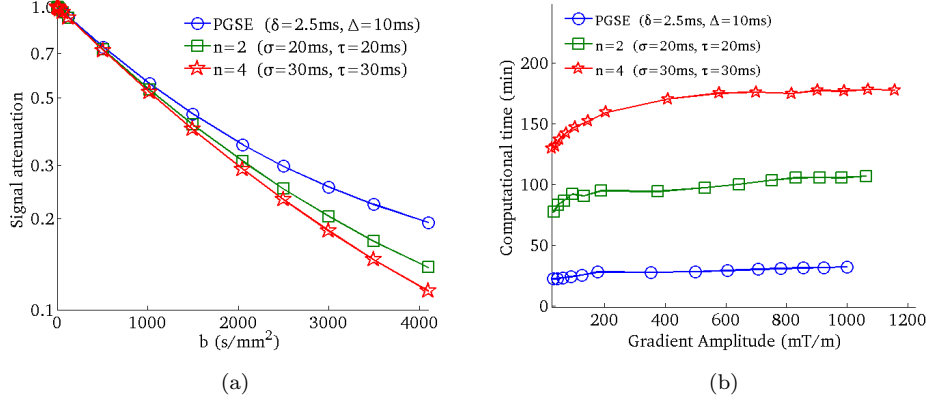 1.0
0.7
0.5
0.3
0.2
0.1
Signal attenuation
PGSE (δ=2.5ms, Δ=10ms)
n=2 (σ=20ms, τ=20ms)
n=4 (σ=30ms, τ=30ms)
0 1000 2000 3000 4000
b (s/mm²)
(a)
200
150
100
50
0
Computational time (min)
PGSE (δ=2.5ms, Δ=10ms)
n=2 (σ=20ms, τ=20ms)
n=4 (σ=30ms, τ=30ms)
200 400 600 800 1000 1200
Gradient Amplitude (mT/m)
(b)